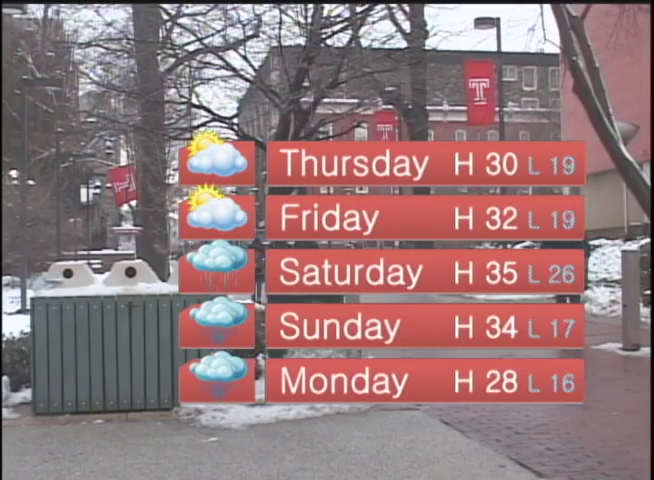 T
T
Thursday H 30 L 19
Friday H 32 L 19
Saturday H 35 L 26
Sunday H 34 L 17
Monday H 28 L 16